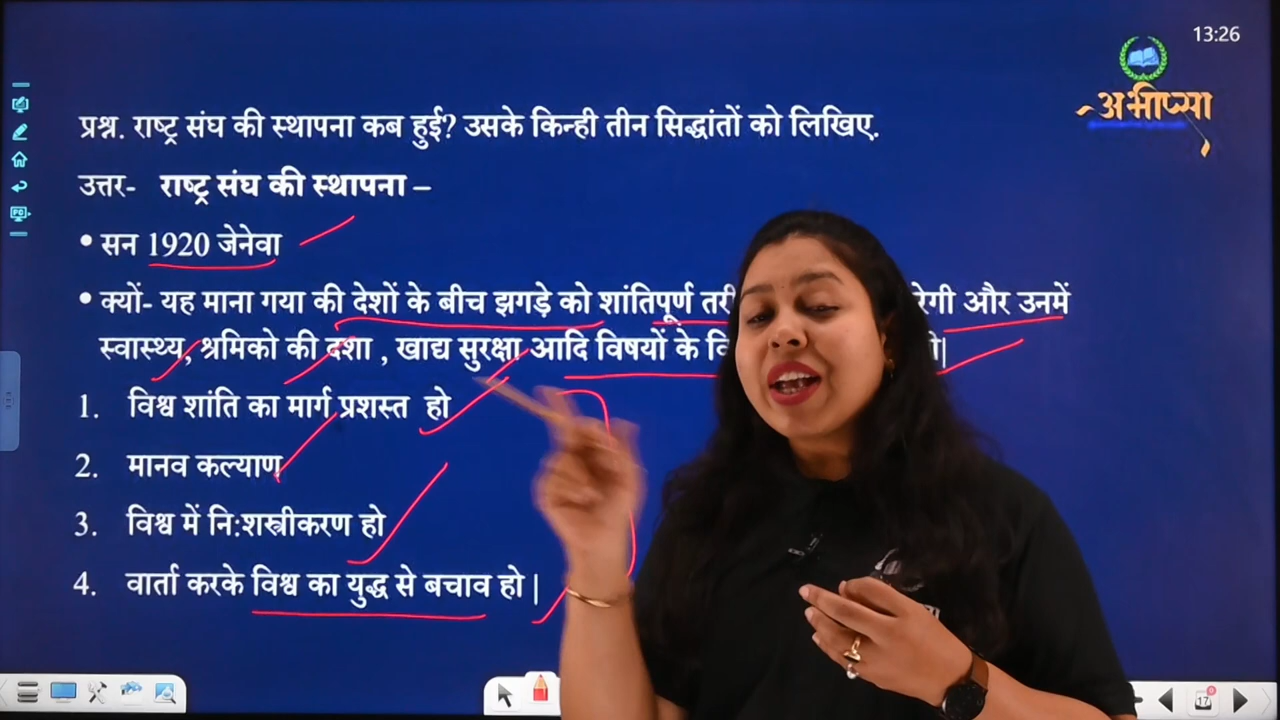 13:26
अभीप्सा
प्रश्न. राष्ट्र संघ की स्थापना कब हुई? उसके किन्ही तीन सिद्धांतों को लिखिए.
उत्तर- राष्ट्र संघ की स्थापना –
• सन 1920 जेनेवा
• क्यों- यह माना गया की देशों के बीच झगड़े को शांतिपूर्ण और उनमें
स्वास्थ्य, श्रमिको की दशा , खाद्य सुरक्षा आदि विषयों के
1. विश्व शांति का मार्ग प्रशस्त हो
2. मानव कल्याण
3. विश्व में नि:शस्त्रीकरण हो
4. वार्ता करके विश्व का युद्ध से बचाव हो |
17